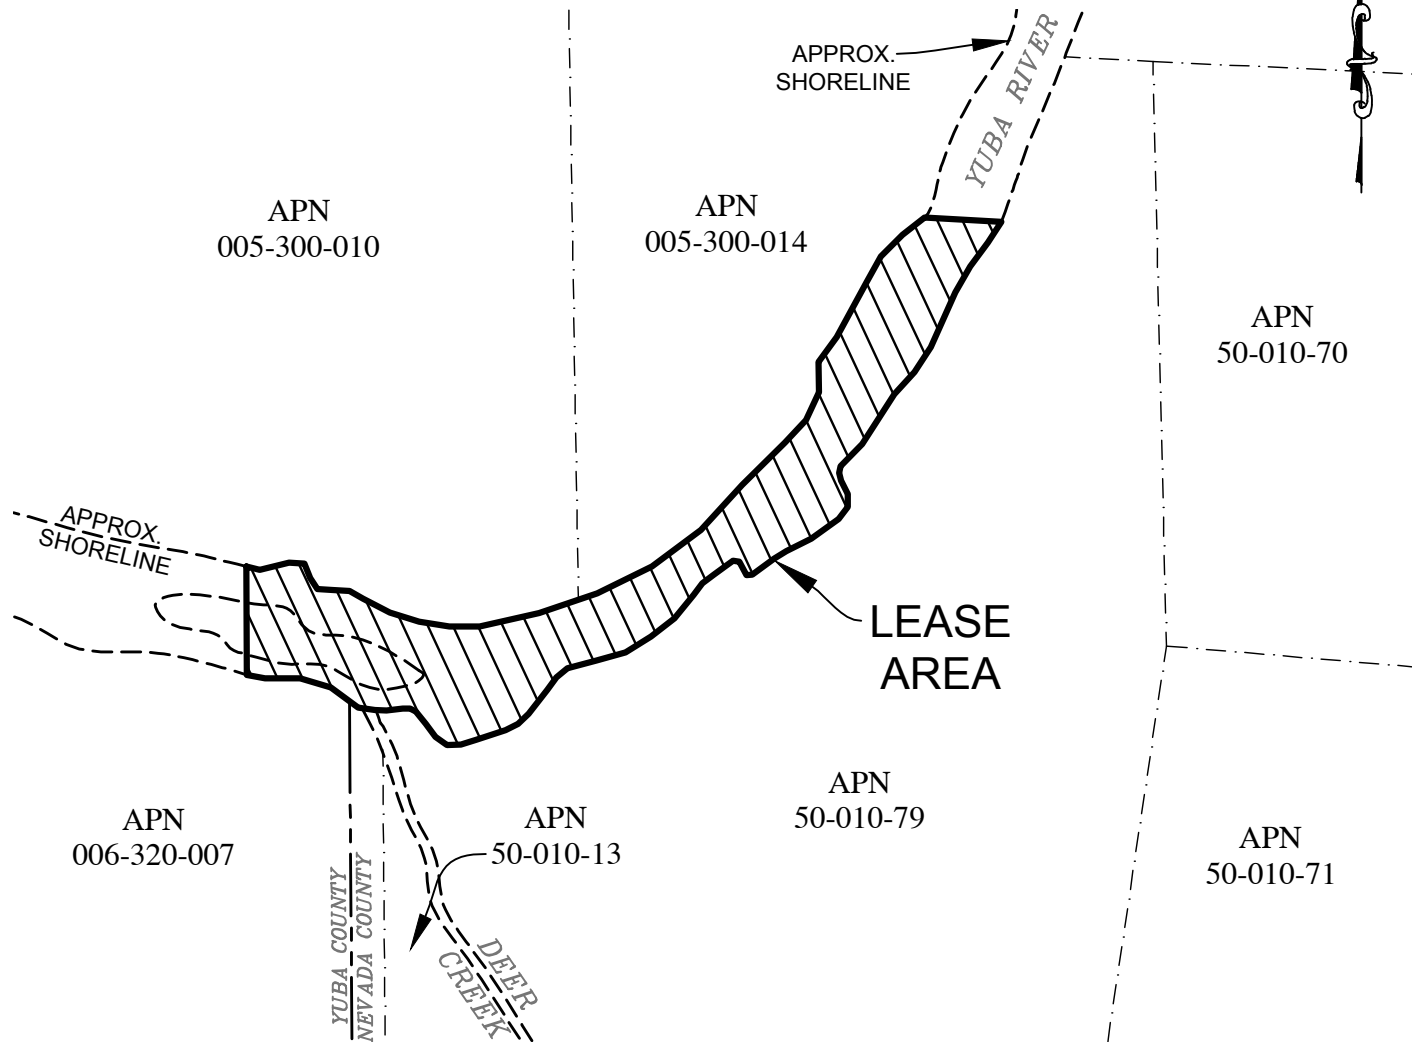 APPROX.
SHORELINE
YUBA RIVER
APN
005-300-010
APN
005-300-014
APN
50-010-70
APPROX.
SHORELINE
LEASE
AREA
APN
006-320-007
APN
50-010-13
APN
50-010-79
APN
50-010-71
YUBA COUNTY
NEVADA COUNTY
DEER
CREEK